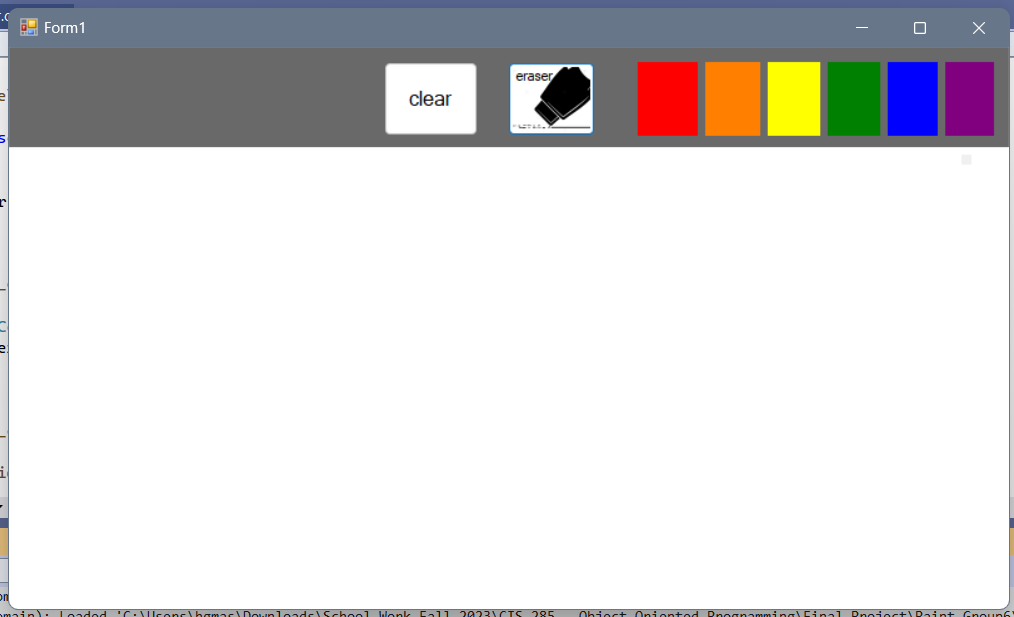 Form1
clear
eraser
omain): Loaded 'C:\Users\hgmas\Downloads\School Work Fall 2023\CIS 285 - Object Oriented Programming\Final Project\Paint Group6\